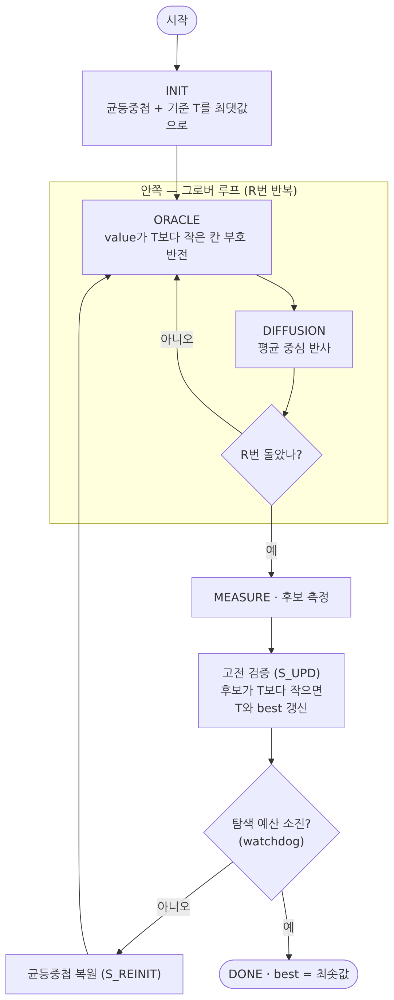 시작
INIT
균등중첩 + 기준 T를 최댓값
으로
안쪽 — 그로버 루프 (R번 반복)
ORACLE
value가 T보다 작은 칸 부호
반전
DIFFUSION
평균 중심 반사
아니오
R번 돌았나?
예
MEASURE · 후보 측정
고전 검증 (S_UPD)
후보가 T보다 작으면
T와 best 갱신
탐색 예산 소진?
(watchdog)
아니오
예
균등중첩 복원 (S_REINIT)
DONE · best = 최솟값